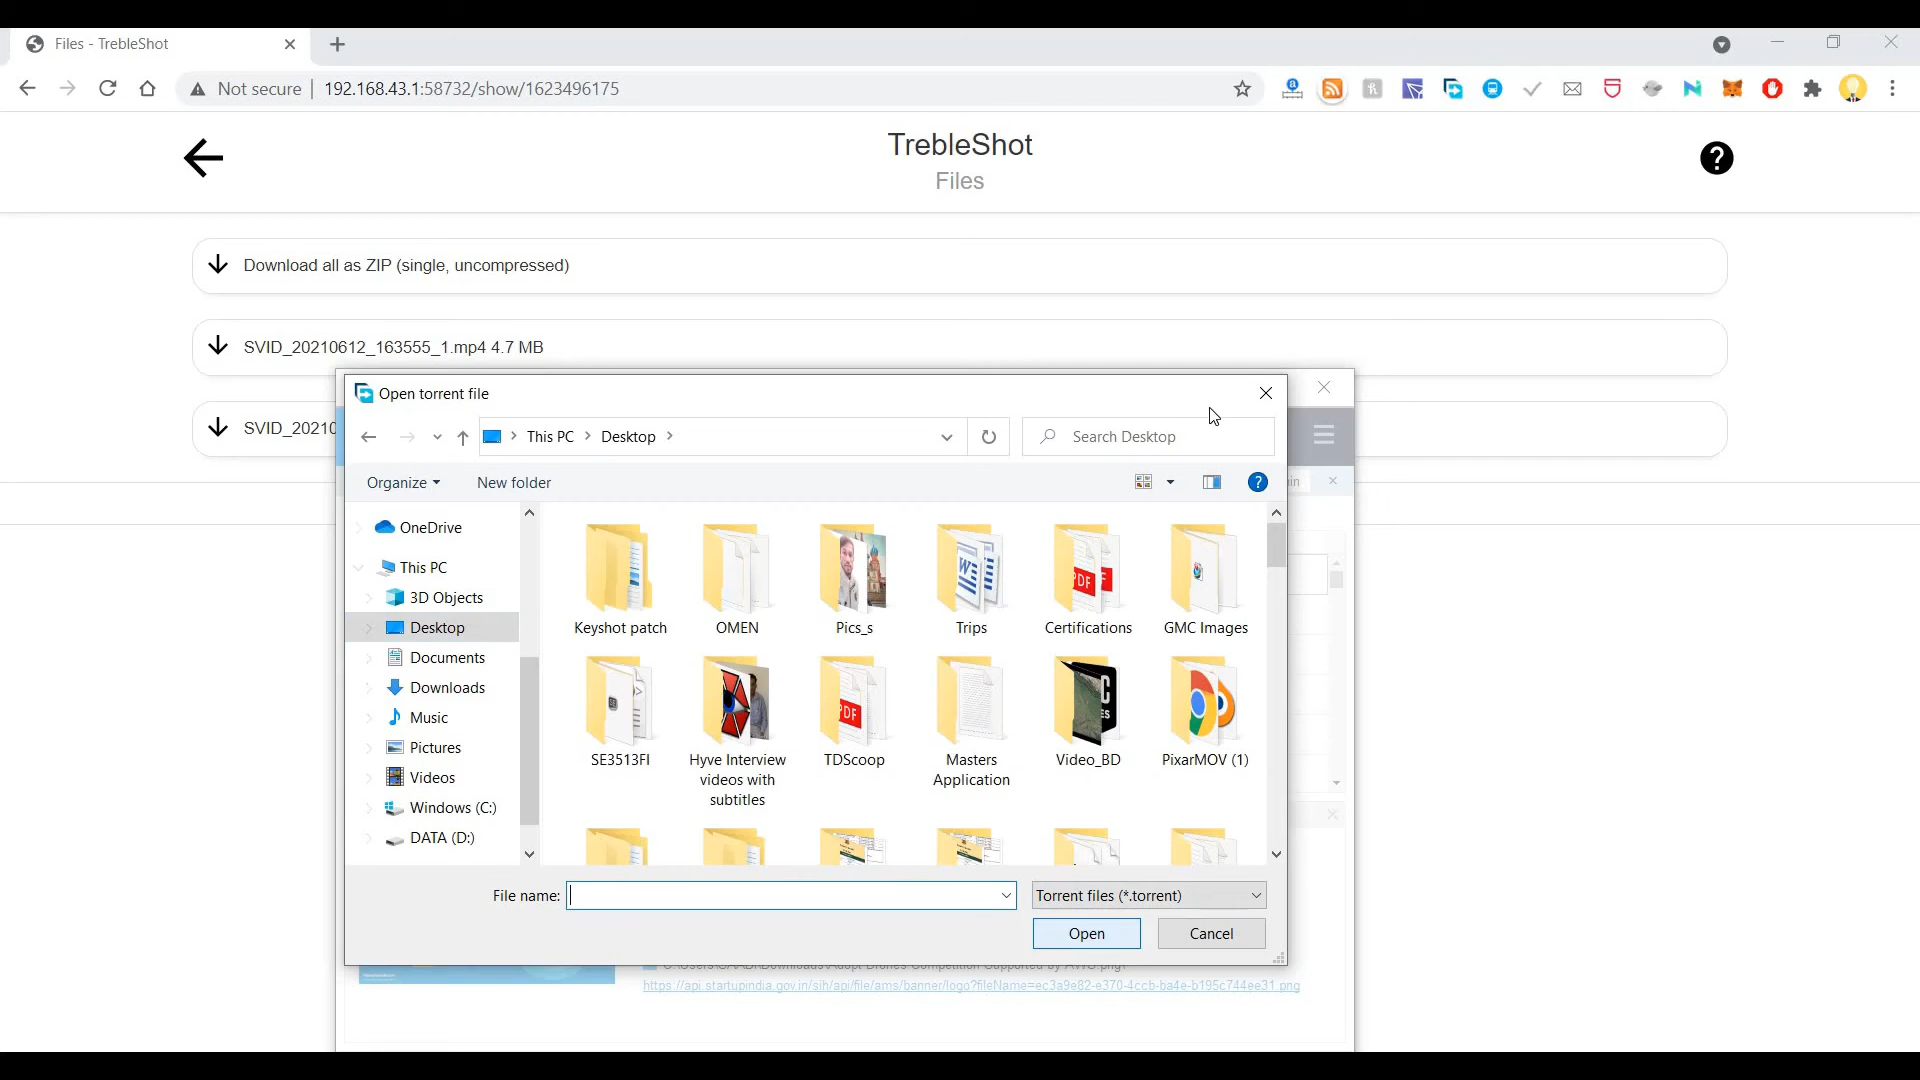 Files - TrebleShot
Not secure
192.168.43.1:58732/show/1623496175
TrebleShot
Files
Download all as ZIP (single, uncompressed)
SVID_20210612_163555_1.mp4 4.7 MB
SVID_2021
Open torrent file
This PC > Desktop >
Search Desktop
Organize
New folder
OneDrive
This PC
3D Objects
Desktop
Documents
Downloads
Music
Pictures
Videos
Windows (C:)
DATA (D:)
Keyshot patch
OMEN
Pics_s
Trips
Certifications
GMC Images
SE3513FI
Hyve Interview videos with subtitles
TDScoop
Masters Application
Video_BD
PixarMOV (1)
File name:
Torrent files (*.torrent)
Open
Cancel
https://api.startupindia.gov.in/sih/api/file/ams/banner/logo?fileName=ec3a9e82-e370-4ccb-ba4e-b195c744ee31.png